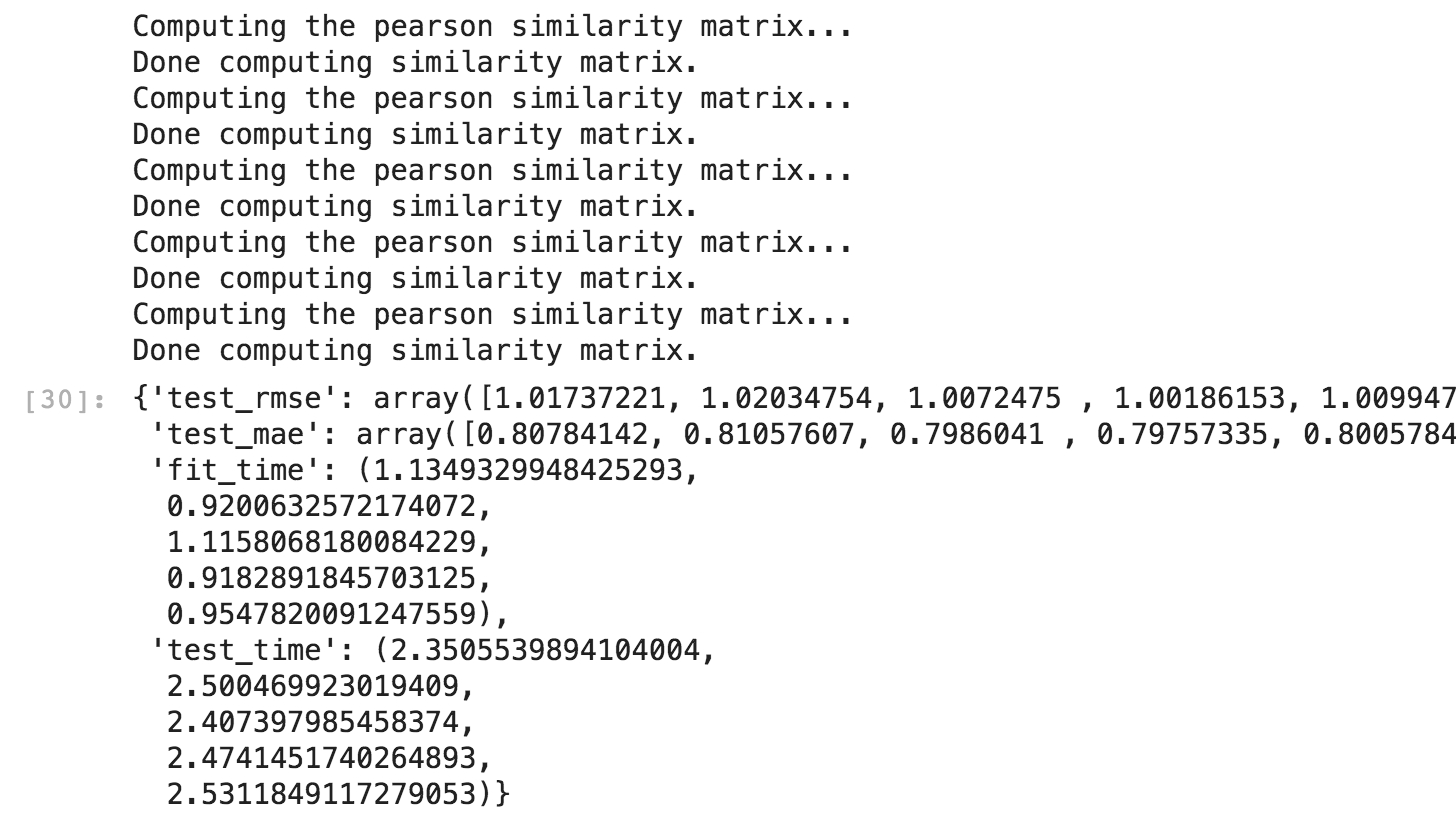 Computing the pearson similarity matrix...
Done computing similarity matrix.
Computing the pearson similarity matrix...
Done computing similarity matrix.
Computing the pearson similarity matrix...
Done computing similarity matrix.
Computing the pearson similarity matrix...
Done computing similarity matrix.
Computing the pearson similarity matrix...
Done computing similarity matrix.
[30]: {'test_rmse': array([1.01737221, 1.02034754, 1.0072475 , 1.00186153, 1.009947
'test_mae': array([0.80784142, 0.81057607, 0.7986041 , 0.79757335, 0.8005784
'fit_time': (1.1349329948425293,
0.9200632572174072,
1.1158068180084229,
0.9182891845703125,
0.9547820091247559),
'test_time': (2.3505539894104004,
2.500469923019409,
2.407397985458374,
2.4741451740264893,
2.5311849117279053)}